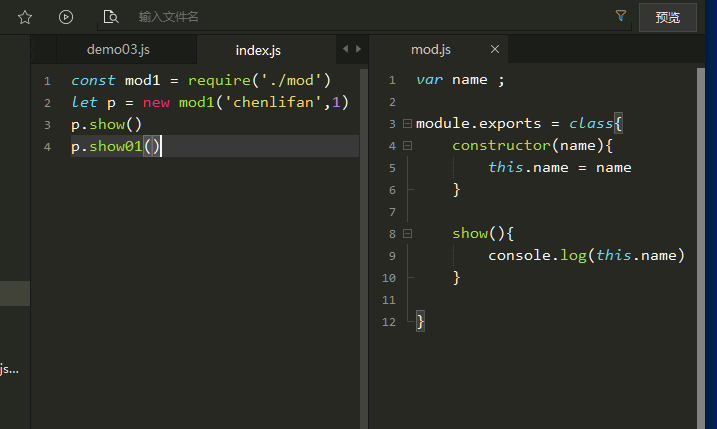 输入文件名
预览
demo03.js
index.js
mod.js
1 const mod1 = require('./mod')
2 let p = new mod1('chenlifan',1)
3 p.show()
4 p.show01()
js...
1 var name ;
2
3 module.exports = class{
4 constructor(name){
5 this.name = name
6 }
7
8 show(){
9 console.log(this.name)
10 }
11
12 }